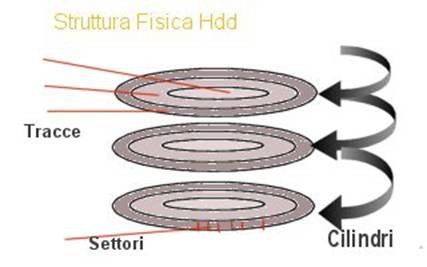 Struttura Fisica Hdd
Tracce
Settori
Cilindri